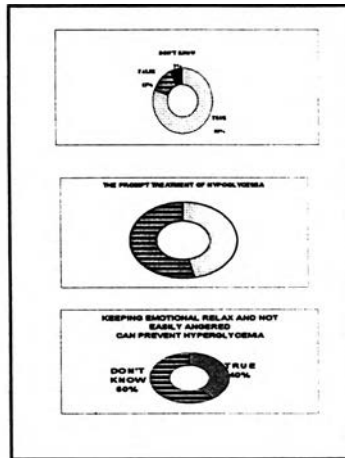 DON'T KNOW
FALSE
TRUE
THE PROMPT TREATMENT OF HYPOGLYCEMIA
KEEPING EMOTIONAL RELAX AND NOT
EASILY ANGERED
CAN PREVENT HYPERGLYCEMIA
DON'T
KNOW
60%
TRUE
40%